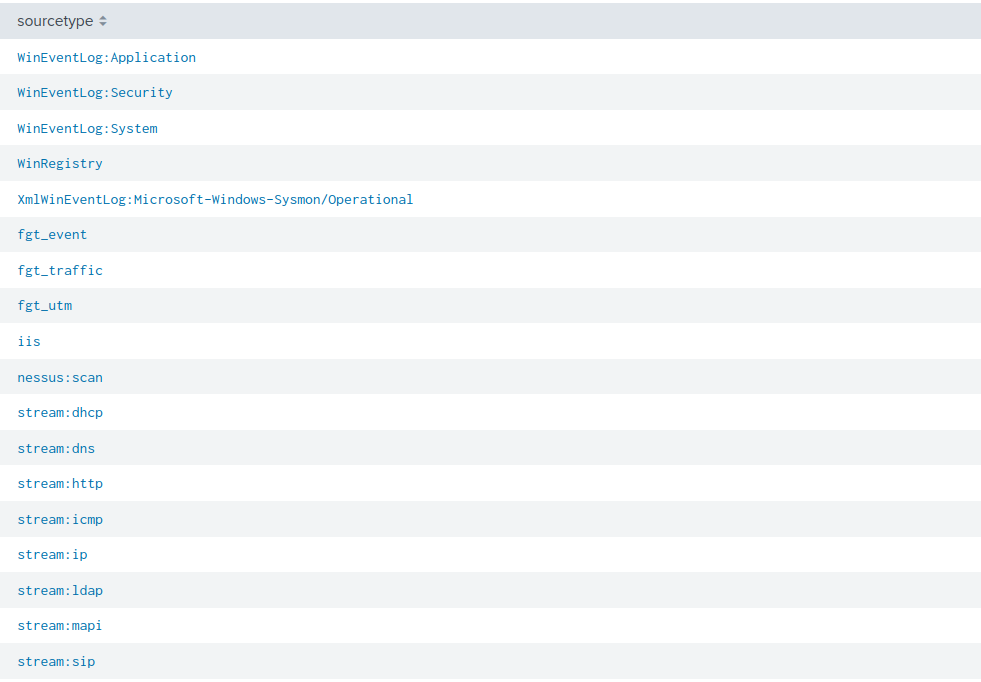 sourcetype
WinEventLog:Application
WinEventLog:Security
WinEventLog:System
WinRegistry
XmlWinEventLog:Microsoft-Windows-Sysmon/Operational
fgt_event
fgt_traffic
fgt_utm
iis
nessus:scan
stream:dhcp
stream:dns
stream:http
stream:icmp
stream:ip
stream:ldap
stream:mapi
stream:sip